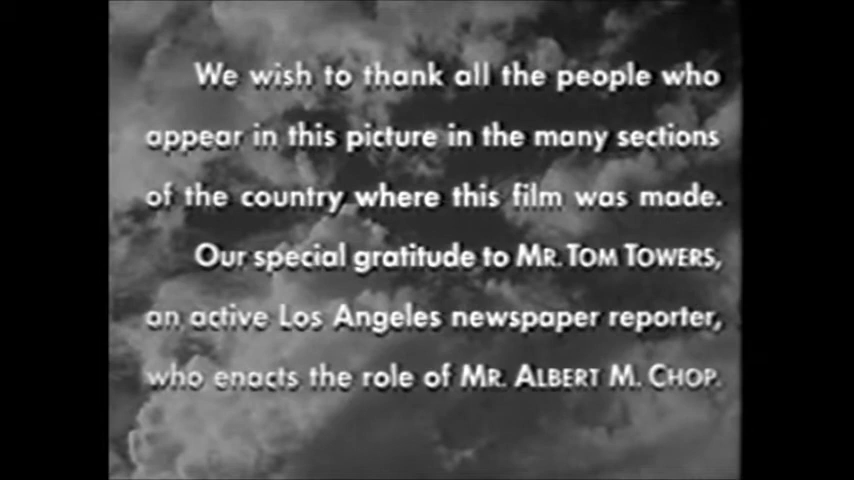 We wish to thank all the people who
appear in this picture in the many sections
of the country where this film was made.
Our special gratitude to MR. TOM TOWERS,
an active Los Angeles newspaper reporter,
who enacts the role of MR. ALBERT M. CHOP.